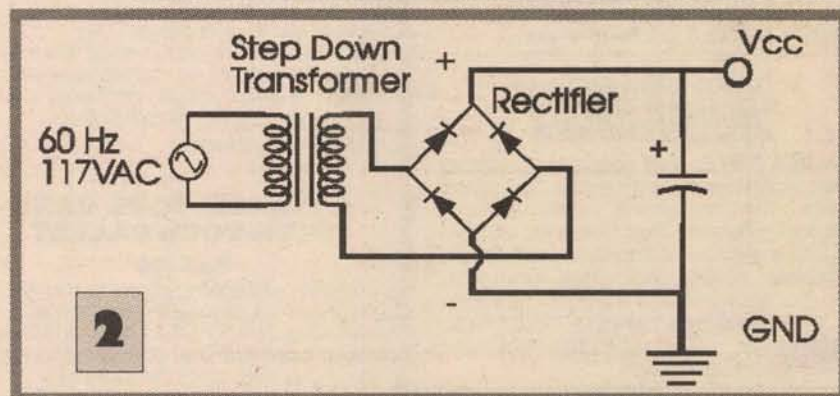 Step Down
Transformer
+
Vcc
Rectifier
60 Hz
117VAC
+
-
2
GND